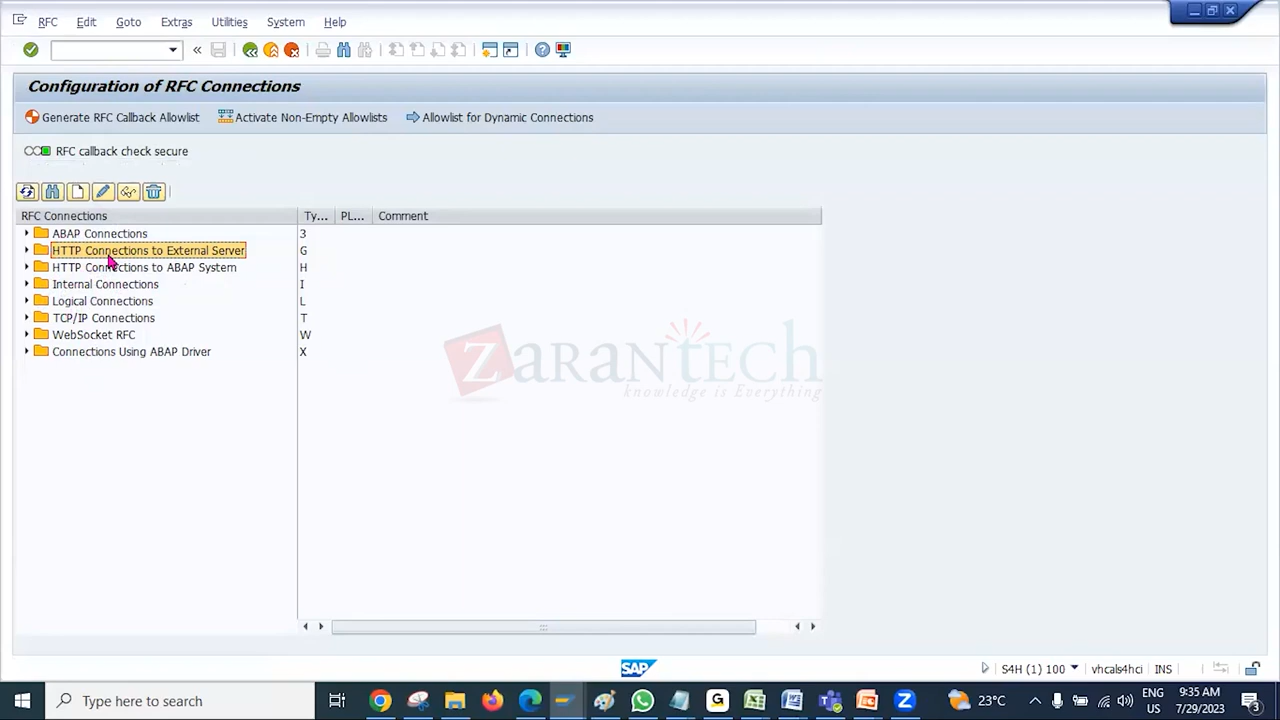 RFC Edit Goto Extras Utilities System Help
Configuration of RFC Connections
Generate RFC Callback Allowlist Activate Non-Empty Allowlists Allowlist for Dynamic Connections
RFC callback check secure
RFC Connections Ty... PL... Comment
ABAP Connections 3
HTTP Connections to External Server G
HTTP Connections to ABAP System H
Internal Connections I
Logical Connections L
TCP/IP Connections T
WebSocket RFC W
Connections Using ABAP Driver X
ZaranTech
knowledge is Everything
SAP
S4H (1) 100 vhcals4hci INS
Type here to search
23°C
ENG
US
9:35 AM
7/29/2023
3